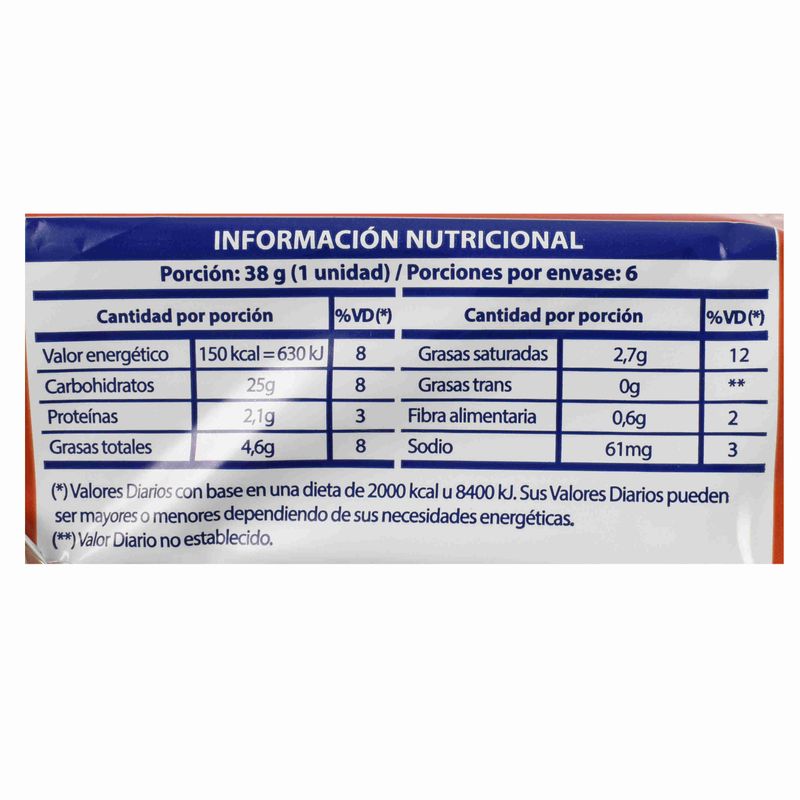 INFORMACIÓN NUTRICIONAL
Porción: 38 g (1 unidad) / Porciones por envase: 6
Cantidad por porción %VD(*) Cantidad por porción %VD(*)
Valor energético 150 kcal = 630 kJ 8 Grasas saturadas 2,7g 12
Carbohidratos 25g 8 Grasas trans 0g **
Proteínas 2,1g 3 Fibra alimentaria 0,6g 2
Grasas totales 4,6g 8 Sodio 61mg 3
(*) Valores Diarios con base en una dieta de 2000 kcal u 8400 kJ. Sus Valores Diarios pueden
ser mayores o menores dependiendo de sus necesidades energéticas.
(**) Valor Diario no establecido.